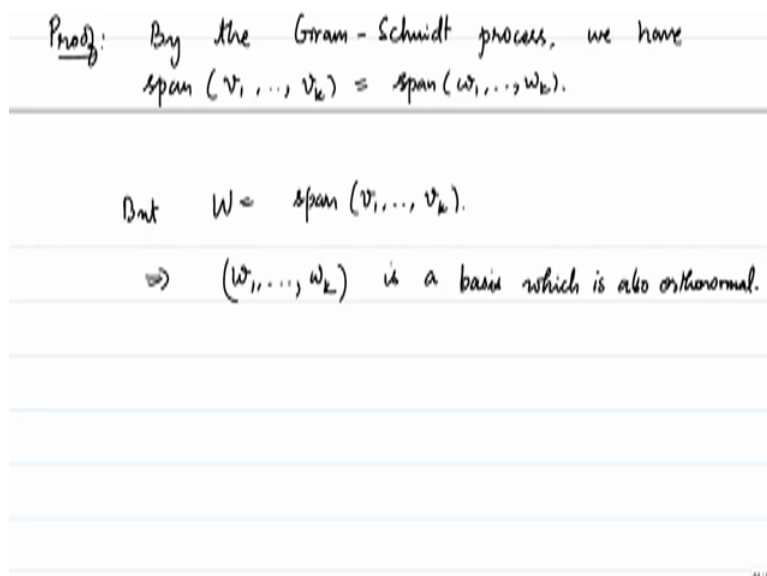 Proof: By the Gram-Schmidt process, we have
span (v₁, .., vₖ) = span (w₁, .., wₖ).
But W = span (v₁, .., vₖ).
⇒ (w₁, ..., wₖ) is a basis which is also orthonormal.